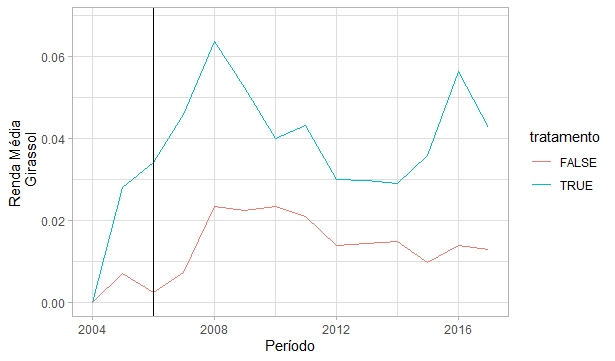 0.06
0.04
0.02
0.00
Renda Média
Girassol
2004
2008
2012
2016
Período
tratamento
FALSE
TRUE